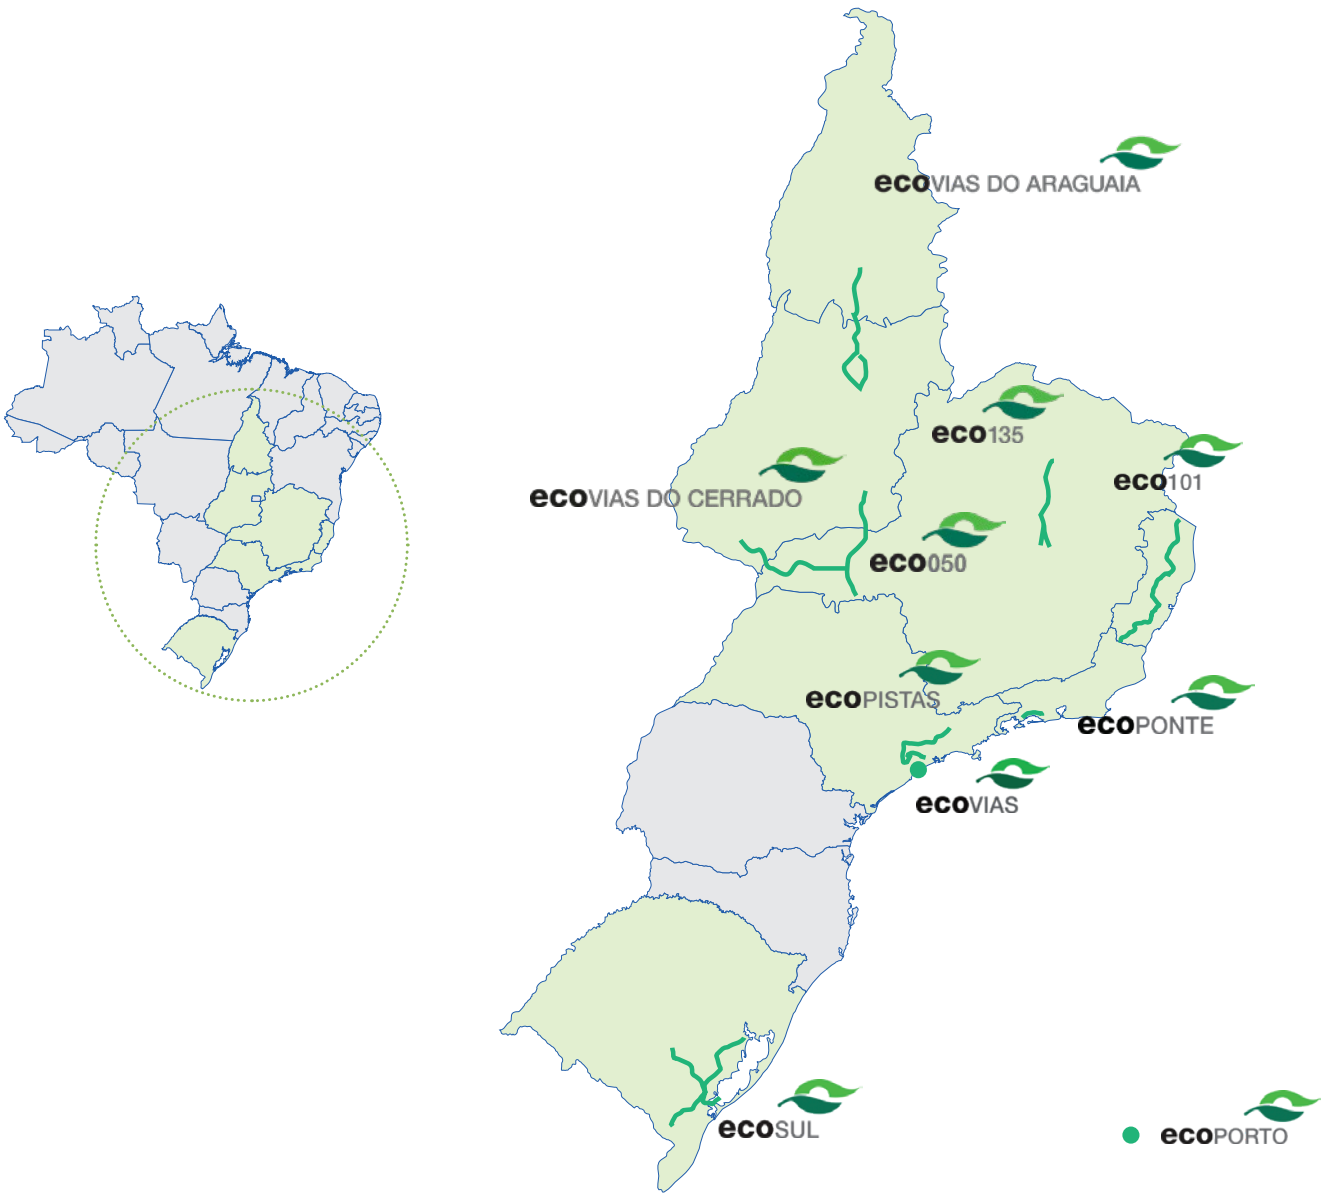 ecoVIAS DO ARAGUAIA
eco135
eco101
ecoVIAS DO CERRADO
eco050
ecoPISTAS
ecoPONTE
ecoVIAS
ecoSUL
ecoPORTO